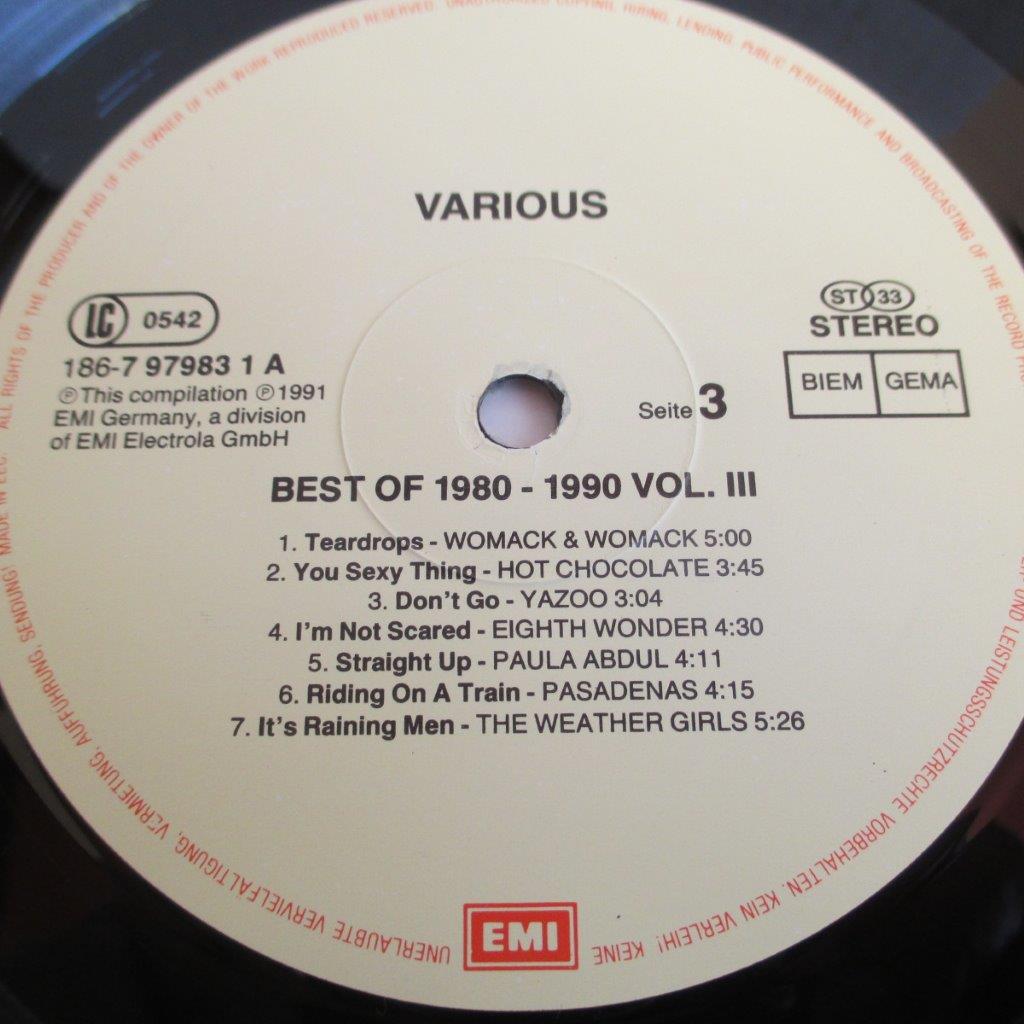 ALL RIGHTS OF THE PRODUCER AND OF THE OWNER OF THE WORK REPRODUCED RESERVED. UNAUTHORIZED COPYING, HIRING, LENDING, PUBLIC PERFORMANCE AND BROADCASTING OF THE RECORD
VARIOUS
LC 0542
186-7 97983 1 A
℗This compilation ℗1991
EMI Germany, a division
of EMI Electrola GmbH
ST 33
STEREO
BIEM GEMA
Seite 3
BEST OF 1980 - 1990 VOL. III
1. Teardrops - WOMACK & WOMACK 5:00
2. You Sexy Thing - HOT CHOCOLATE 3:45
3. Don't Go - YAZOO 3:04
4. I'm Not Scared - EIGHTH WONDER 4:30
5. Straight Up - PAULA ABDUL 4:11
6. Riding On A Train - PASADENAS 4:15
7. It's Raining Men - THE WEATHER GIRLS 5:26
UND LEISTUNGSSCHUTZRECHTE VORBEHALTEN. KEIN VERLEIH! KEINE
EMI
UNERLAUBTE VERVIELFÄLTIGUNG, VERMIETUNG, AUFFÜHRUNG, SENDUNG! MADE IN EEC.